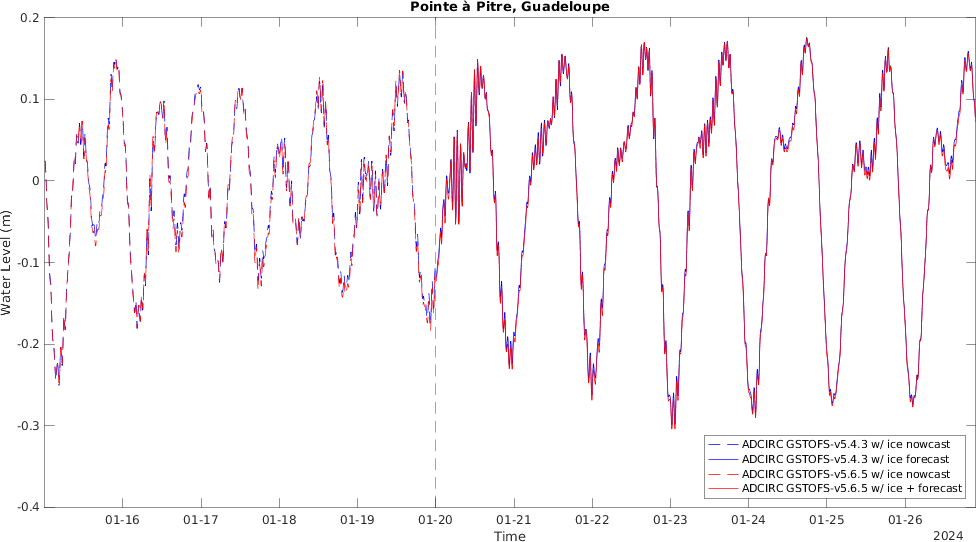 Pointe à Pitre, Guadeloupe
0.2
0.1
0
-0.1
-0.2
-0.3
-0.4
Water Level (m)
01-16 01-17 01-18 01-19 01-20 01-21 01-22 01-23 01-24 01-25 01-26
Time
2024
ADCIRC GSTOFS-v5.4.3 w/ ice nowcast
ADCIRC GSTOFS-v5.4.3 w/ ice forecast
ADCIRC GSTOFS-v5.6.5 w/ ice nowcast
ADCIRC GSTOFS-v5.6.5 w/ ice + forecast